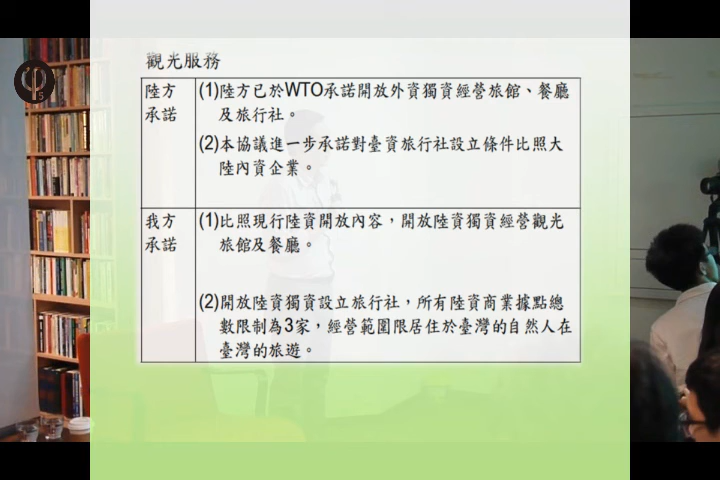 觀光服務
陸方
承諾
(1)陸方已於WTO承諾開放外資獨資經營旅館、餐廳
及旅行社。
(2)本協議進一步承諾對臺資旅行社設立條件比照大
陸內資企業。
我方
承諾
(1)比照現行陸資開放內容，開放陸資獨資經營觀光
旅館及餐廳。
(2)開放陸資獨資設立旅行社，所有陸資商業據點總
數限制為3家，經營範圍限居住於臺灣的自然人在
臺灣的旅遊。